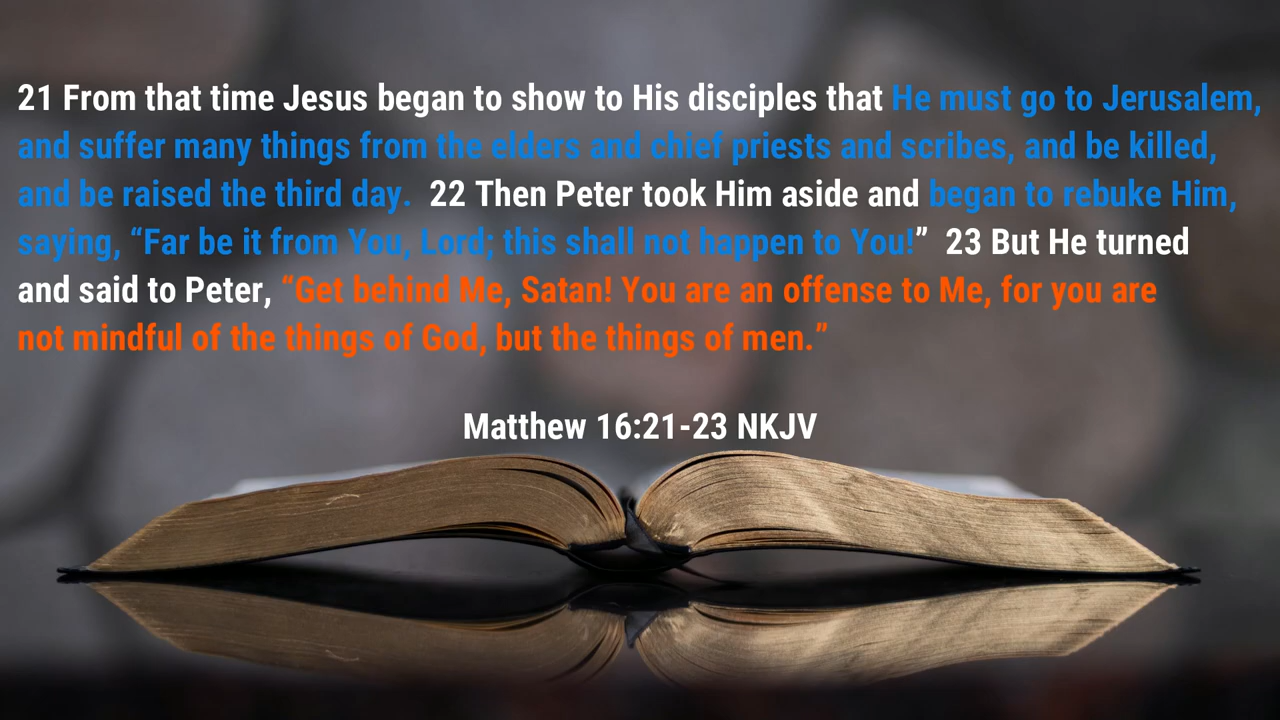 21 From that time Jesus began to show to His disciples that He must go to Jerusalem,
and suffer many things from the elders and chief priests and scribes, and be killed,
and be raised the third day.  22 Then Peter took Him aside and began to rebuke Him,
saying, “Far be it from You, Lord; this shall not happen to You!”  23 But He turned
and said to Peter, “Get behind Me, Satan! You are an offense to Me, for you are
not mindful of the things of God, but the things of men.”
Matthew 16:21-23 NKJV